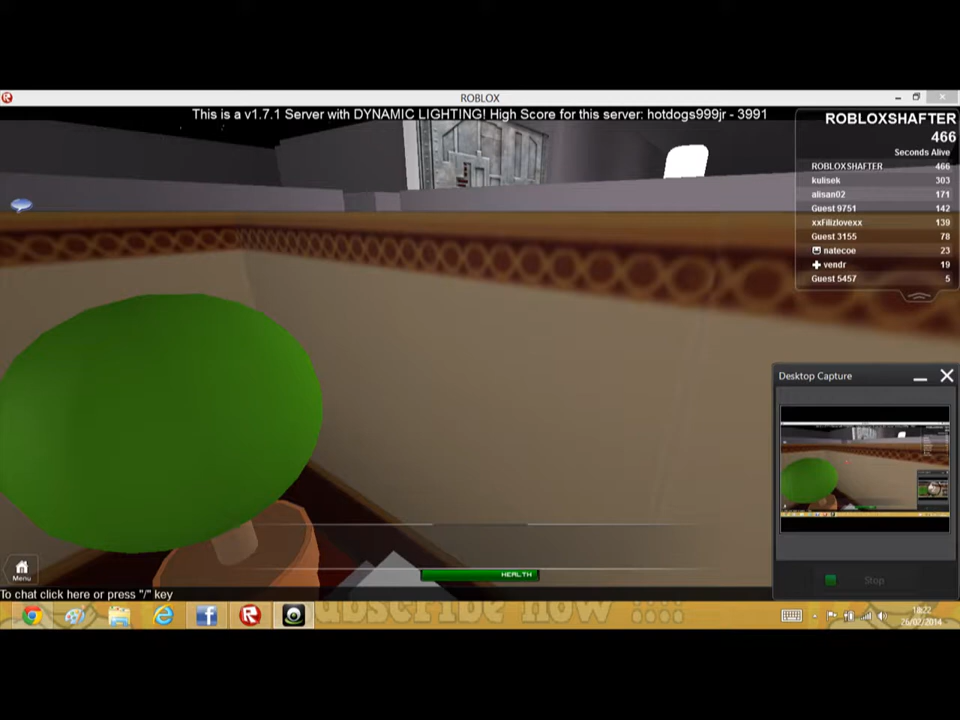 ROBLOX
This is a v1.7.1 Server with DYNAMIC LIGHTING! High Score for this server: hotdogs999jr - 3991
ROBLOXSHAFTER
466
Seconds Alive
ROBLOXSHAFTER 466
kulisek 303
alisan02 171
Guest 9751 142
xxFilizlovexx 139
Guest 3155 78
natecoe 23
vendr 19
Guest 5457 5
Desktop Capture
Stop
Menu
HEALTH
To chat click here or press "/" key
ubscribe now
18:22
26/02/2014